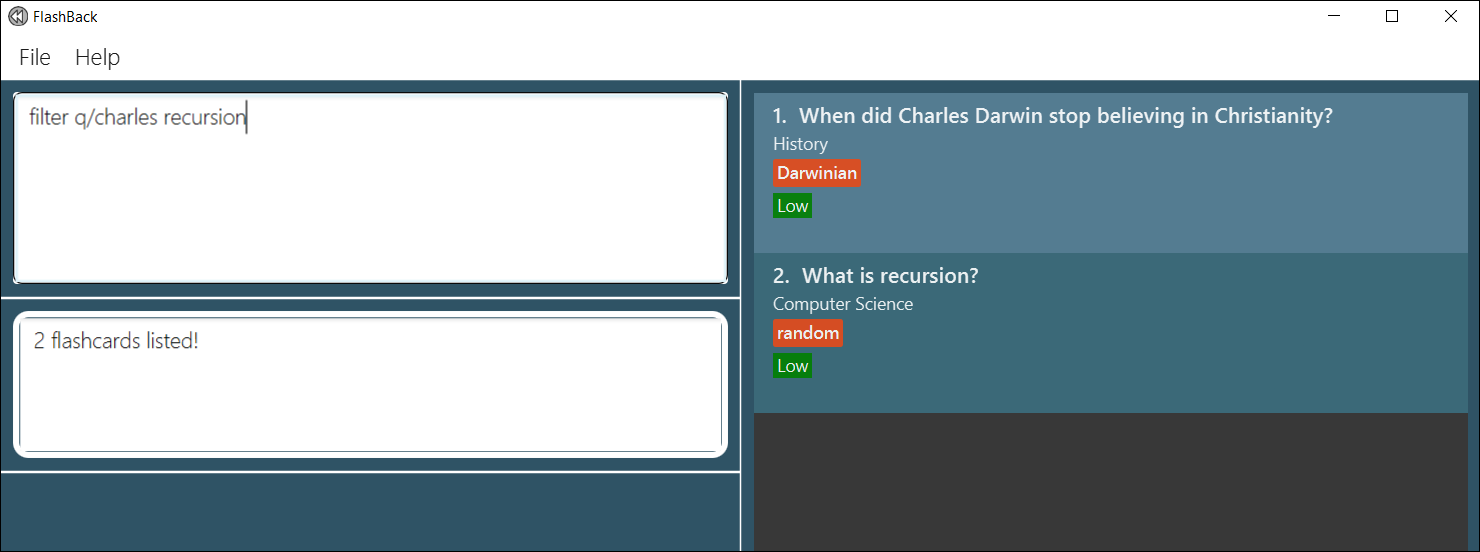 FlashBack
File Help
filter q/charles recursion
2 flashcards listed!
1. When did Charles Darwin stop believing in Christianity?
History
Darwinian
Low
2. What is recursion?
Computer Science
random
Low